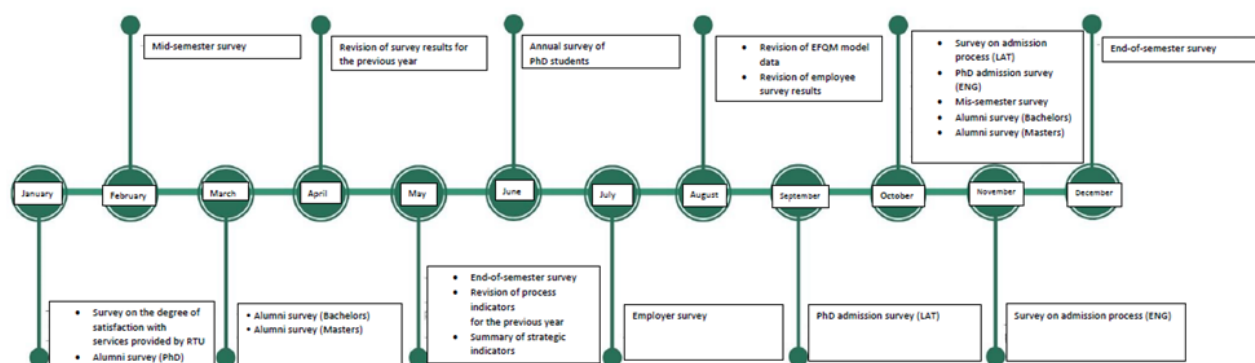 Mid-semester survey
Revision of survey results for
the previous year
Annual survey of
PhD students
• Revision of EFQM model
data
• Revision of employee
survey results
• Survey on admission
process (LAT)
• PhD admission survey
(ENG)
• Mis-semester survey
• Alumni survey (Bachelors)
• Alumni survey (Masters)
End-of-semester survey
January
February
March
April
May
June
July
August
September
October
November
December
• Survey on the degree of
satisfaction with
services provided by RTU
• Alumni survey (PhD)
• Alumni survey (Bachelors)
• Alumni survey (Masters)
• End-of-semester survey
• Revision of process
indicators
for the previous year
• Summary of strategic
indicators
Employer survey
PhD admission survey (LAT)
Survey on admission process (ENG)